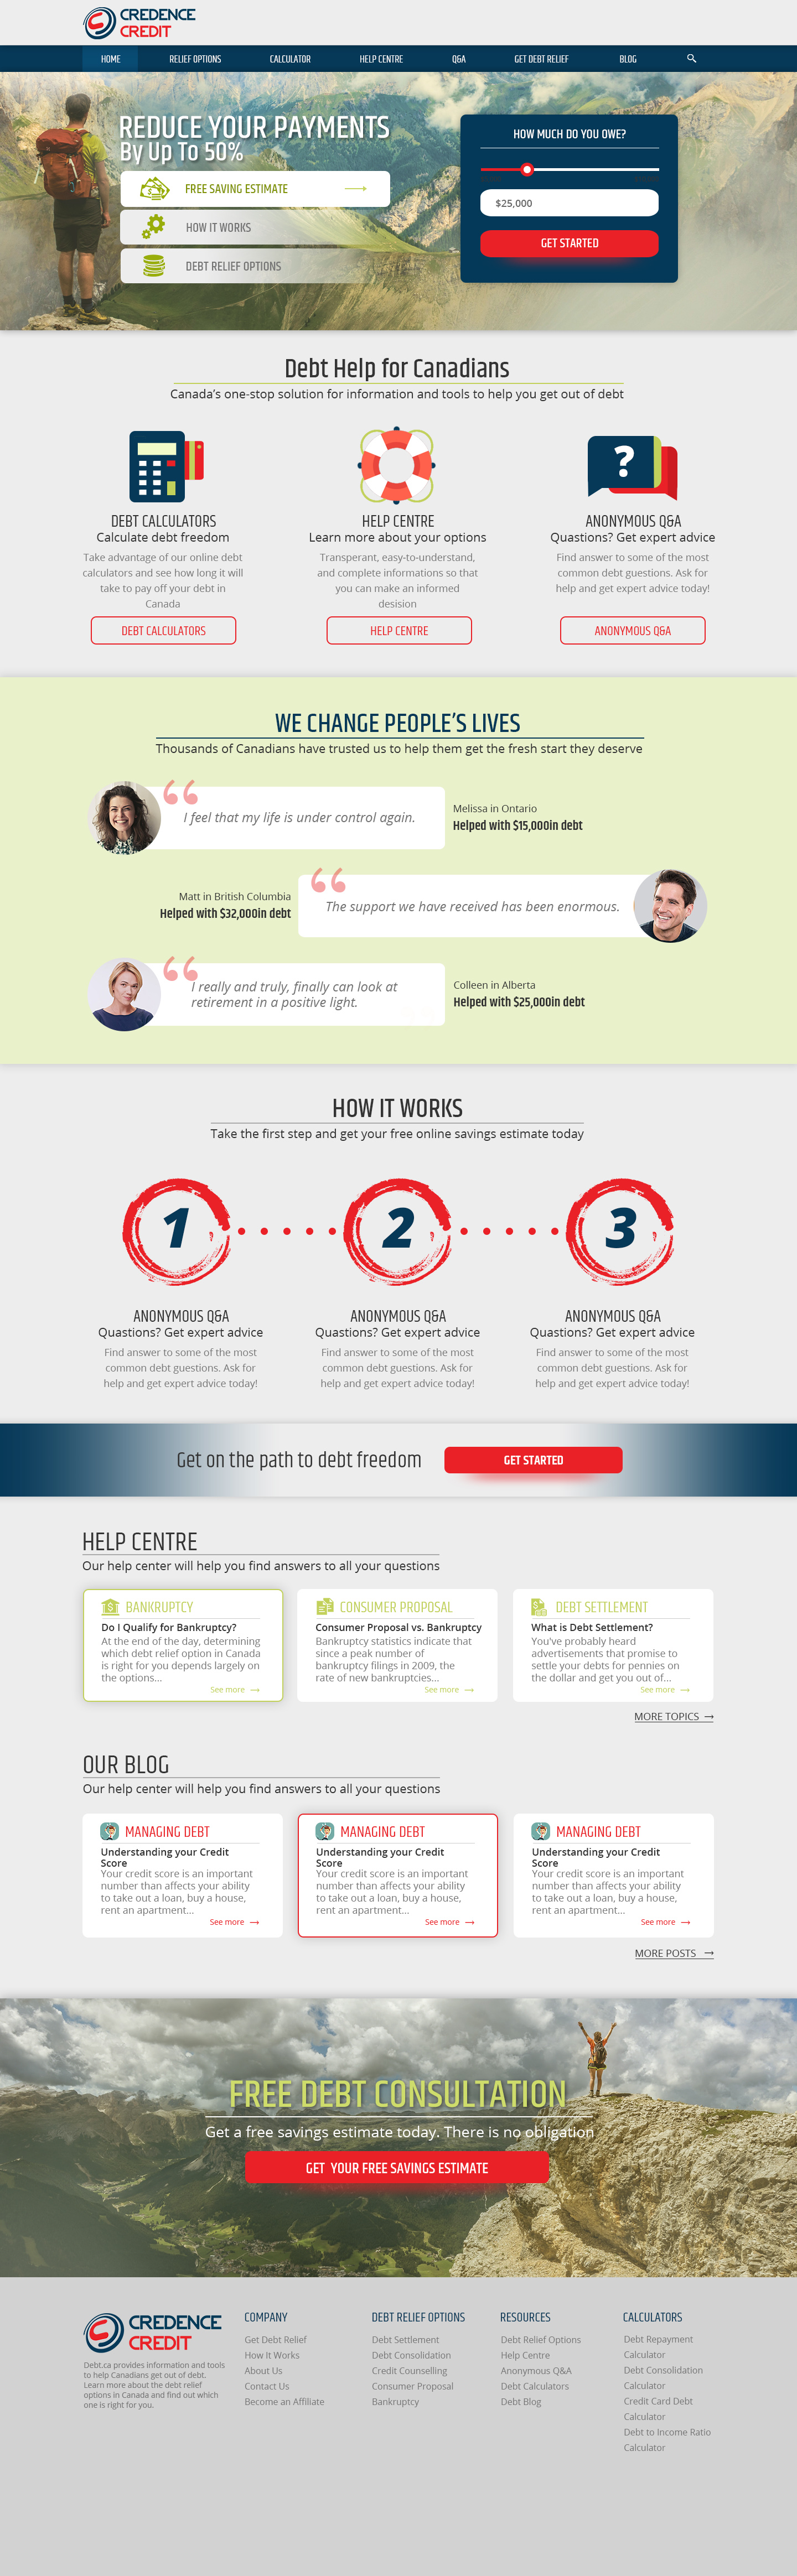 CREDENCE
CREDIT
HOME RELIEF OPTIONS CALCULATOR HELP CENTRE Q&A GET DEBT RELIEF BLOG
REDUCE YOUR PAYMENTS
By Up To 50%
FREE SAVING ESTIMATE
HOW IT WORKS
DEBT RELIEF OPTIONS
HOW MUCH DO YOU OWE?
$25,000
GET STARTED
Debt Help for Canadians
Canada's one-stop solution for information and tools to help you get out of debt
DEBT CALCULATORS
Calculate debt freedom
Take advantage of our online debt
calculators and see how long it will
take to pay off your debt in
Canada
DEBT CALCULATORS
HELP CENTRE
Learn more about your options
Transperant, easy-to-understand,
and complete informations so that
you can make an informed
desision
HELP CENTRE
?
ANONYMOUS Q&A
Quastions? Get expert advice
Find answer to some of the most
common debt guestions. Ask for
help and get expert advice today!
ANONYMOUS Q&A
WE CHANGE PEOPLE'S LIVES
Thousands of Canadians have trusted us to help them get the fresh start they deserve
“
I feel that my life is under control again.
Melissa in Ontario
Helped with $15,000in debt
Matt in British Columbia
Helped with $32,000in debt
“
The support we have received has been enormous.
“
I really and truly, finally can look at
retirement in a positive light.
Colleen in Alberta
Helped with $25,000in debt
HOW IT WORKS
Take the first step and get your free online savings estimate today
1
2
3
ANONYMOUS Q&A
Quastions? Get expert advice
Find answer to some of the most
common debt guestions. Ask for
help and get expert advice today!
ANONYMOUS Q&A
Quastions? Get expert advice
Find answer to some of the most
common debt guestions. Ask for
help and get expert advice today!
ANONYMOUS Q&A
Quastions? Get expert advice
Find answer to some of the most
common debt guestions. Ask for
help and get expert advice today!
Get on the path to debt freedom
GET STARTED
HELP CENTRE
Our help center will help you find answers to all your questions
BANKRUPTCY
Do I Qualify for Bankruptcy?
At the end of the day, determining
which debt relief option in Canada
is right for you depends largely on
the options...
See more
CONSUMER PROPOSAL
Consumer Proposal vs. Bankruptcy
Bankruptcy statistics indicate that
since a peak number of
bankruptcy filings in 2009, the
rate of new bankruptcies...
See more
DEBT SETTLEMENT
What is Debt Settlement?
You've probably heard
advertisements that promise to
settle your debts for pennies on
the dollar and get you out of...
See more
MORE TOPICS
OUR BLOG
Our help center will help you find answers to all your questions
MANAGING DEBT
Understanding your Credit
Score
Your credit score is an important
number than affects your ability
to take out a loan, buy a house,
rent an apartment...
See more
MANAGING DEBT
Understanding your Credit
Score
Your credit score is an important
number than affects your ability
to take out a loan, buy a house,
rent an apartment...
See more
MANAGING DEBT
Understanding your Credit
Score
Your credit score is an important
number than affects your ability
to take out a loan, buy a house,
rent an apartment...
See more
MORE POSTS
FREE DEBT CONSULTATION
Get a free savings estimate today. There is no obligation
GET YOUR FREE SAVINGS ESTIMATE
CREDENCE
CREDIT
Debt.ca provides information and tools
to help Canadians get out of debt.
Learn more about the debt relief
options in Canada and find out which
one is right for you.
COMPANY
Get Debt Relief
How It Works
About Us
Contact Us
Become an Affiliate
DEBT RELIEF OPTIONS
Debt Settlement
Debt Consolidation
Credit Counselling
Consumer Proposal
Bankruptcy
RESOURCES
Debt Relief Options
Help Centre
Anonymous Q&A
Debt Calculators
Debt Blog
CALCULATORS
Debt Repayment
Calculator
Debt Consolidation
Calculator
Credit Card Debt
Calculator
Debt to Income Ratio
Calculator